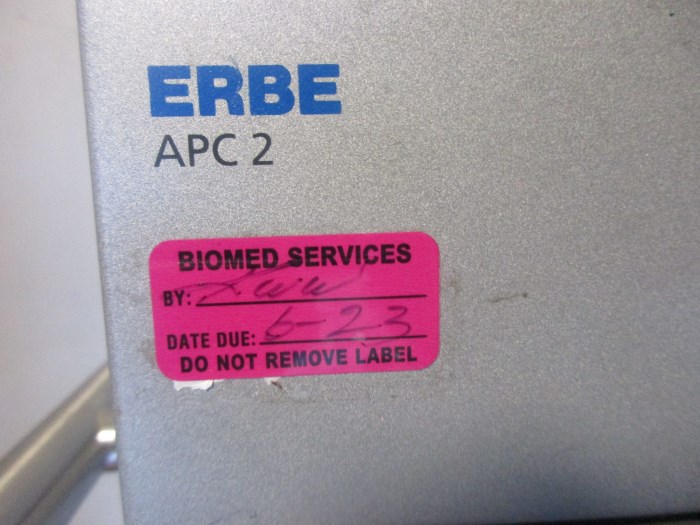 ERBE
APC 2
BIOMED SERVICES
BY:
DATE DUE: 6-23
DO NOT REMOVE LABEL